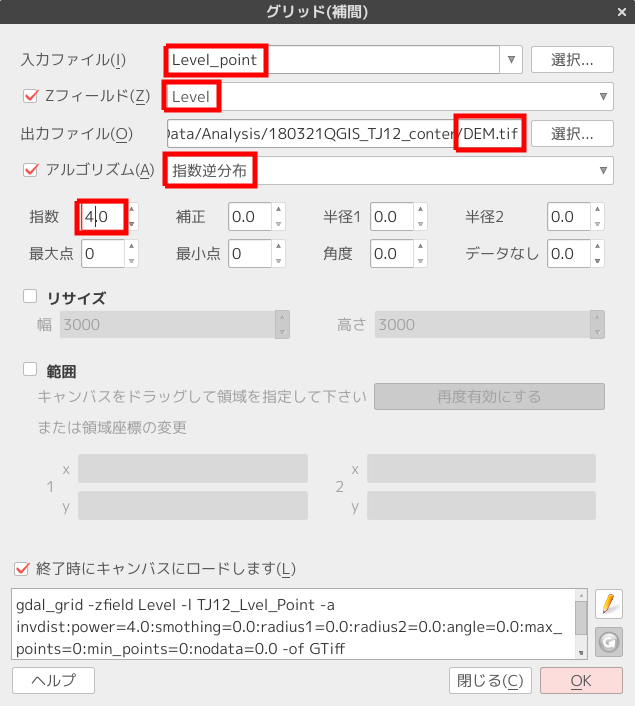 グリッド(補間)
入力ファイル(I) Level_point 選択...
Zフィールド(Z) Level
出力ファイル(O) Data/Analysis/180321QGIS_TJ12_conter/DEM.tif 選択...
アルゴリズム(A) 指数逆分布
指数 4.0 補正 0.0 半径1 0.0 半径2 0.0
最大点 0 最小点 0 角度 0.0 データなし 0.0
リサイズ
幅 3000 高さ 3000
範囲
キャンバスをドラッグして領域を指定して下さい 再度有効にする
または領域座標の変更
x x
1 2
y y
終了時にキャンバスにロードします(L)
gdal_grid -zfield Level -l TJ12_Lvel_Point -a
invdist:power=4.0:smothing=0.0:radius1=0.0:radius2=0.0:angle=0.0:max_
points=0:min_points=0:nodata=0.0 -of GTiff
ヘルプ 閉じる(C) OK